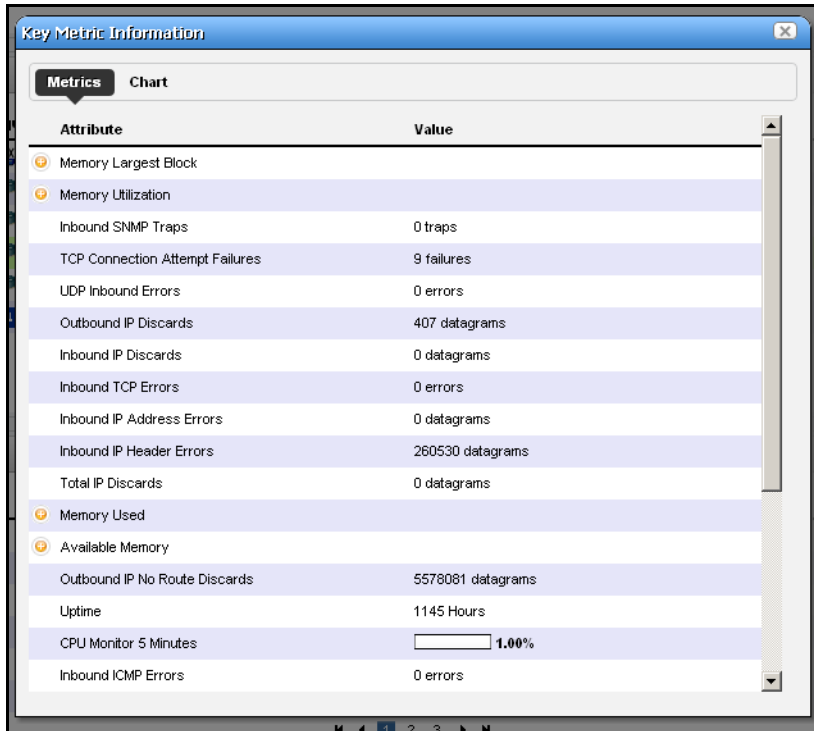 Key Metric Information
Metrics Chart
Attribute Value
Memory Largest Block
Memory Utilization
Inbound SNMP Traps 0 traps
TCP Connection Attempt Failures 9 failures
UDP Inbound Errors 0 errors
Outbound IP Discards 407 datagrams
Inbound IP Discards 0 datagrams
Inbound TCP Errors 0 errors
Inbound IP Address Errors 0 datagrams
Inbound IP Header Errors 260530 datagrams
Total IP Discards 0 datagrams
Memory Used
Available Memory
Outbound IP No Route Discards 5578081 datagrams
Uptime 1145 Hours
CPU Monitor 5 Minutes 1.00%
Inbound ICMP Errors 0 errors
1 2 3